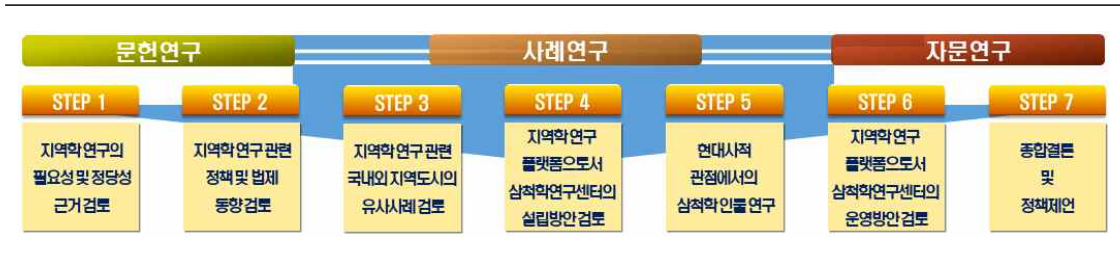 문헌연구
사례연구
자문연구
STEP 1
지역학연구의
필요성 및 정당성
근거 검토
STEP 2
지역학 연구 관련
정책 및 법제
동향 검토
STEP 3
지역학 연구 관련
국내외 지역도시의
유사사례 검토
STEP 4
지역학 연구
플랫폼으로서
삼척학연구센터의
설립방안 검토
STEP 5
현대사적
관점에서의
삼척학 인물 연구
STEP 6
지역학 연구
플랫폼으로서
삼척학연구센터의
운영방안 검토
STEP 7
종합결론
및
정책제언